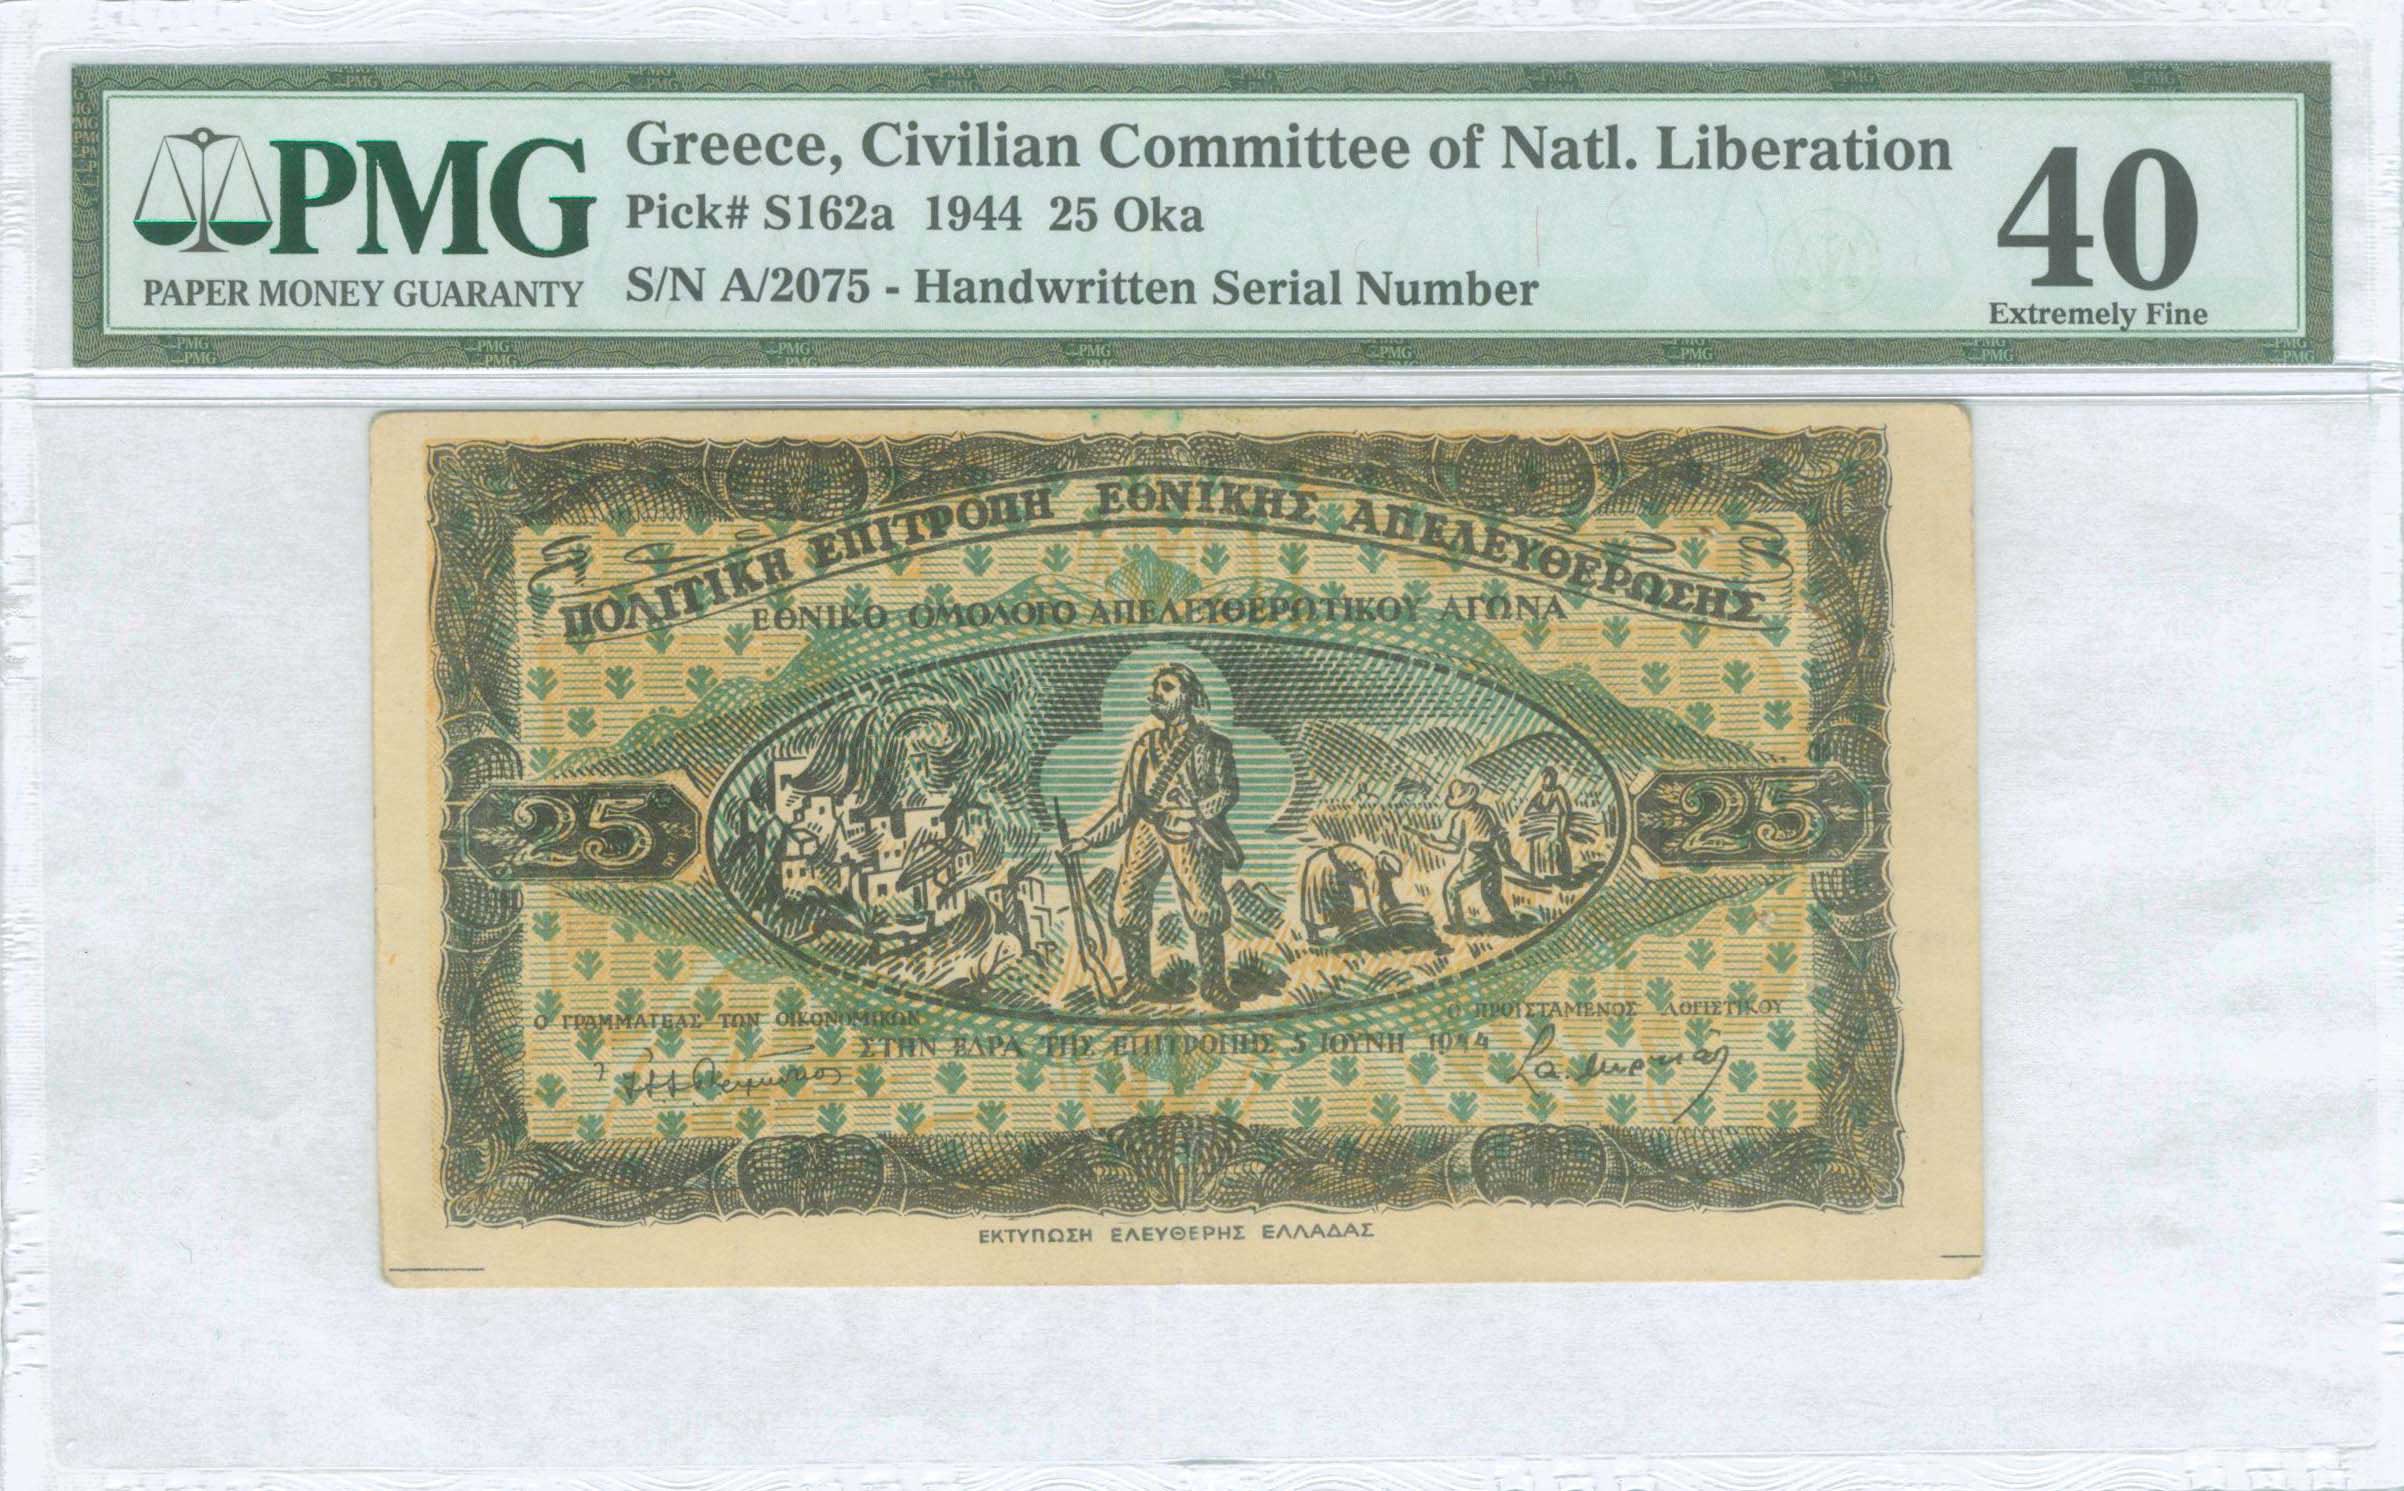 PMG
PAPER MONEY GUARANTY
Greece, Civilian Committee of Natl. Liberation
Pick# S162a 1944 25 Oka
S/N A/2075 - Handwritten Serial Number
40
Extremely Fine
ΠΟΛΙΤΙΚΗ ΕΠΙΤΡΟΠΗ ΕΘΝΙΚΗΣ ΑΠΕΛΕΥΘΕΡΩΣΗΣ
ΕΘΝΙΚΟ ΟΜΟΛΟΓΟ ΑΠΕΛΕΥΘΕΡΩΤΙΚΟΥ ΑΓΩΝΑ
25
25
Ο ΓΡΑΜΜΑΤΕΑΣ ΤΩΝ ΟΙΚΟΝΟΜΙΚΩΝ
Ο ΠΡΟΙΣΤΑΜΕΝΟΣ ΛΟΓΙΣΤΙΚΟΥ
ΣΤΗΝ ΕΔΡΑ ΤΗΣ ΕΠΙΤΡΟΠΗΣ 5 ΙΟΥΝΗ 1944
ΕΚΤΥΠΩΣΗ ΕΛΕΥΘΕΡΗΣ ΕΛΛΑΔΑΣ